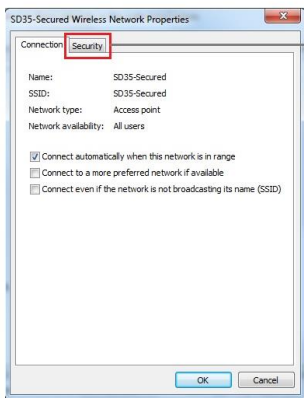 SD35-Secured Wireless Network Properties
Connection Security
Name: SD35-Secured
SSID: SD35-Secured
Network type: Access point
Network availability: All users
Connect automatically when this network is in range
Connect to a more preferred network if available
Connect even if the network is not broadcasting its name (SSID)
OK Cancel